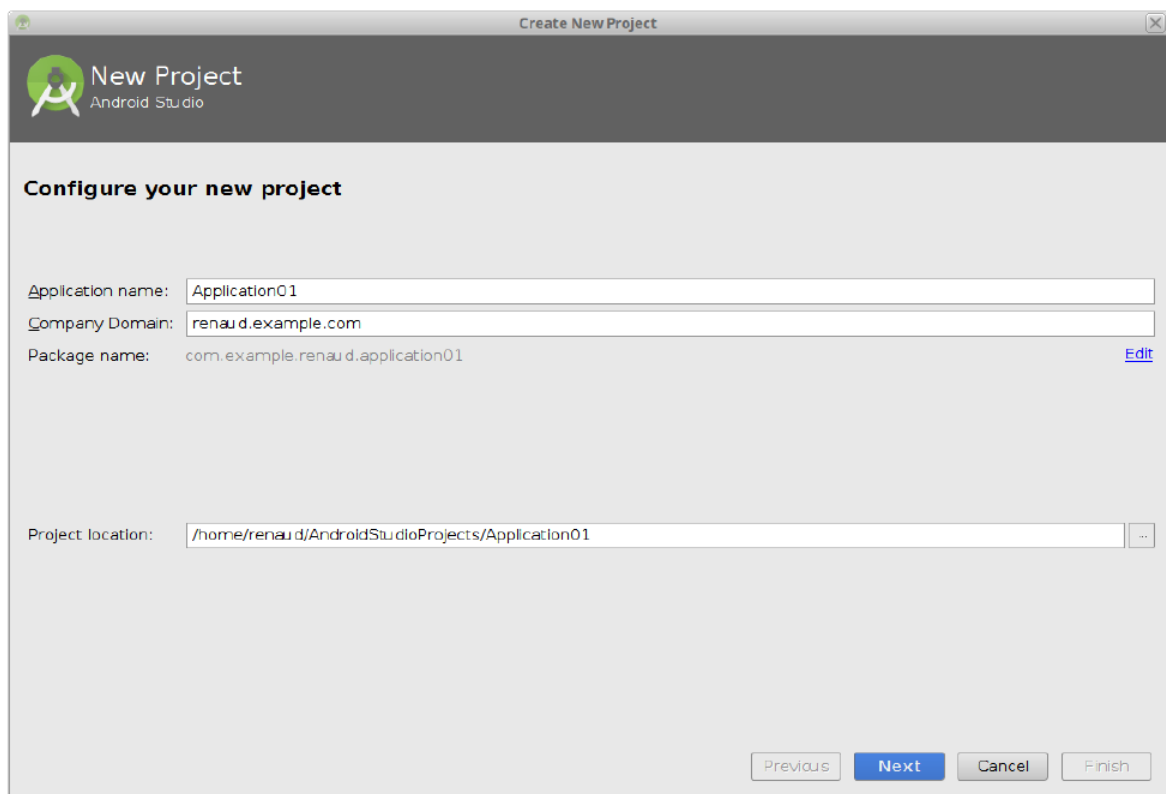 Create New Project
New Project
Android Studio
Configure your new project
Application name: Application01
Company Domain: renaud.example.com
Package name: com.example.renaud.application01 Edit
Project location: /home/renaud/AndroidStudioProjects/Application01 ...
Previous Next Cancel Finish